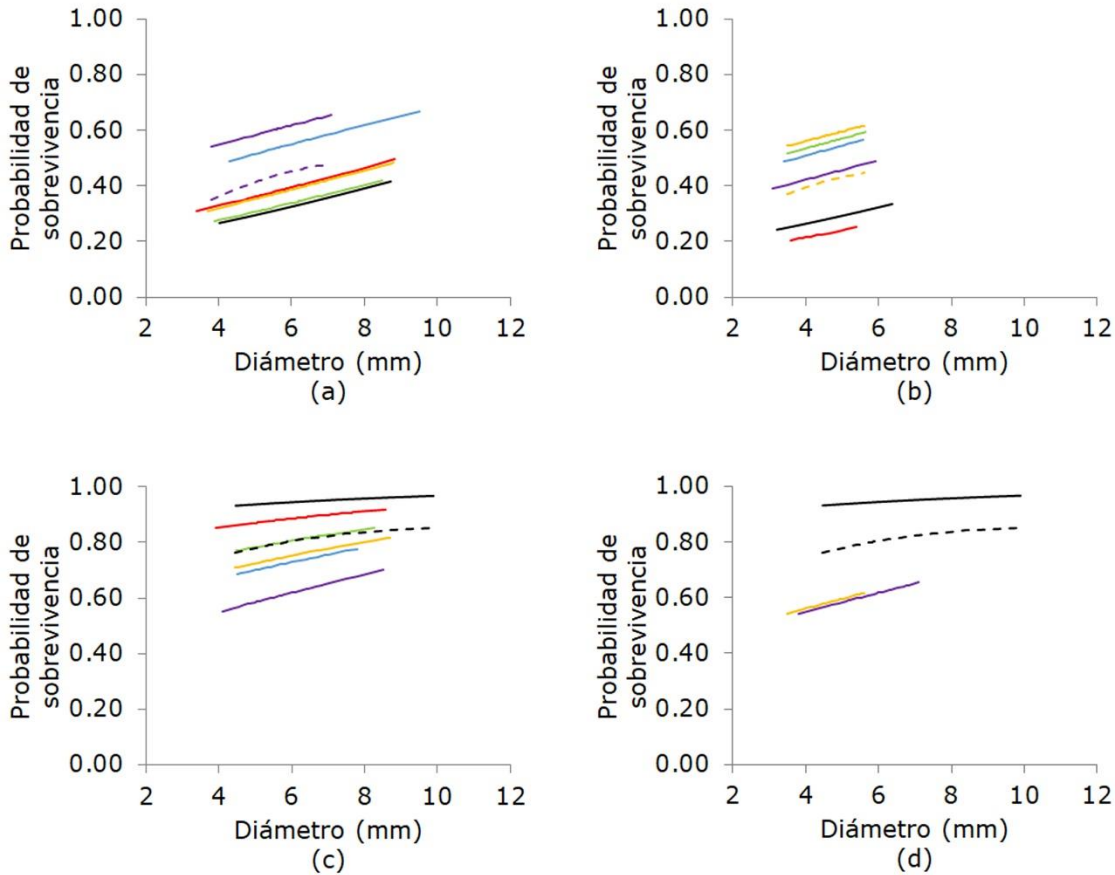 Probabilidad de
sobrevivencia
1.00
0.80
0.60
0.40
0.20
0.00
2 4 6 8 10 12
Diámetro (mm)
(a)
Probabilidad de
sobrevivencia
1.00
0.80
0.60
0.40
0.20
0.00
2 4 6 8 10 12
Diámetro (mm)
(b)
Probabilidad de
sobrevivencia
1.00
0.80
0.60
0.40
0.20
0.00
2 4 6 8 10 12
Diámetro (mm)
(c)
Probabilidad de
sobrevivencia
1.00
0.80
0.60
0.40
0.20
0.00
2 4 6 8 10 12
Diámetro (mm)
(d)